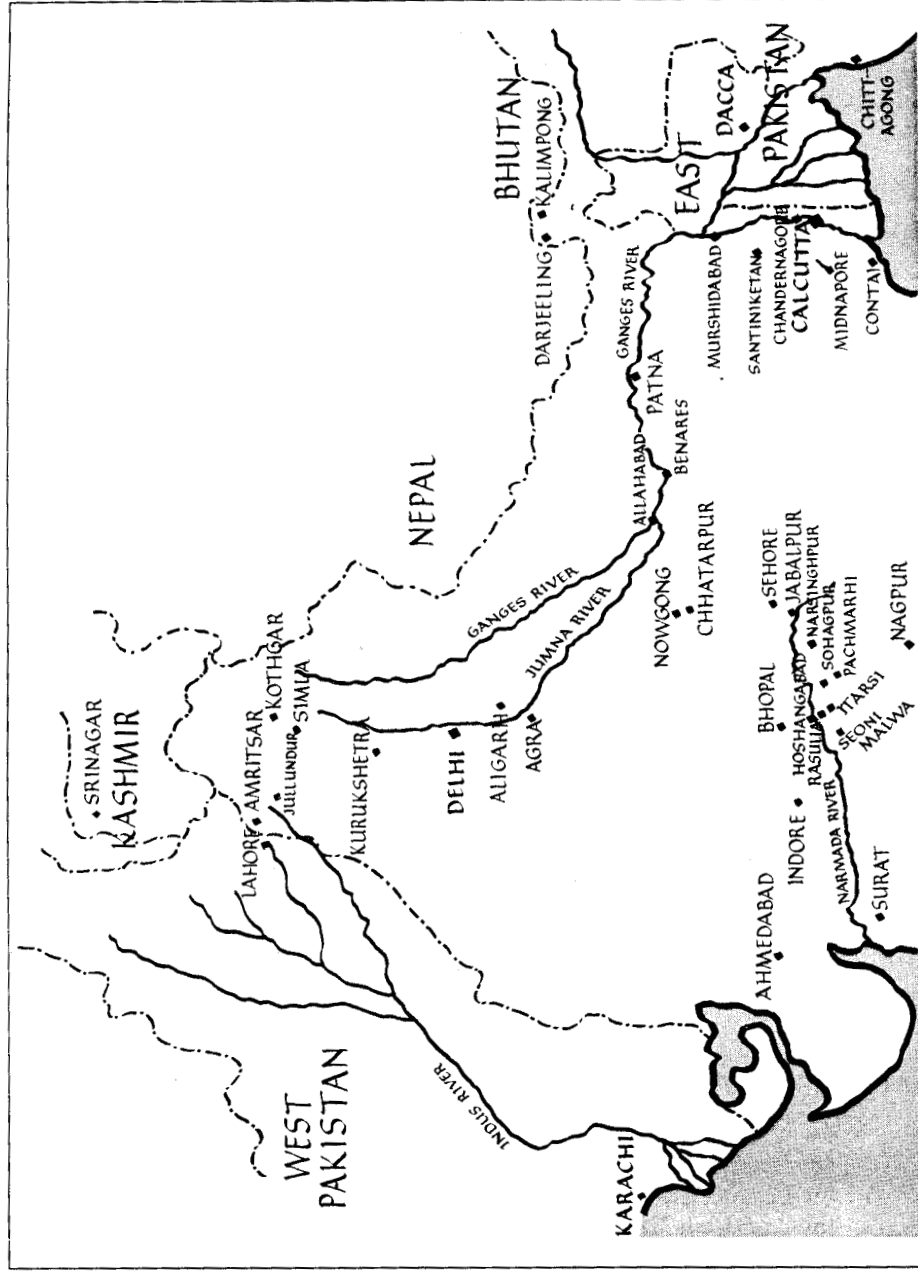 SRINAGAR
KASHMIR
WEST
PAKISTAN
LAHORE
AMRITSAR
KOTHGAR
JULLUNDUR
SIMLA
KURUKSHETRA
NEPAL
BHUTAN
DARJEELING
KALIMPONG
INDUS RIVER
DELHI
ALIGARH
AGRA
GANGES RIVER
JUMNA RIVER
ALLAHABAD
BENARES
PATNA
GANGES RIVER
EAST
PAKISTAN
DACCA
KARACHI
NOWGONG
CHHATARPUR
MURSHIDABAD
SANTINIKETAN
CHANDERNAGORE
CALCUTTA
MIDNAPORE
CONTAI
CHITT-
AGONG
AHMEDABAD
INDORE
BHOPAL
SEHORE
JABALPUR
HOSHANGABAD
NARSINGHPUR
RASULIA
SOHAGPUR
PACHMARHI
ITARSI
SEONI
MALWA
NARMADA RIVER
SURAT
NAGPUR